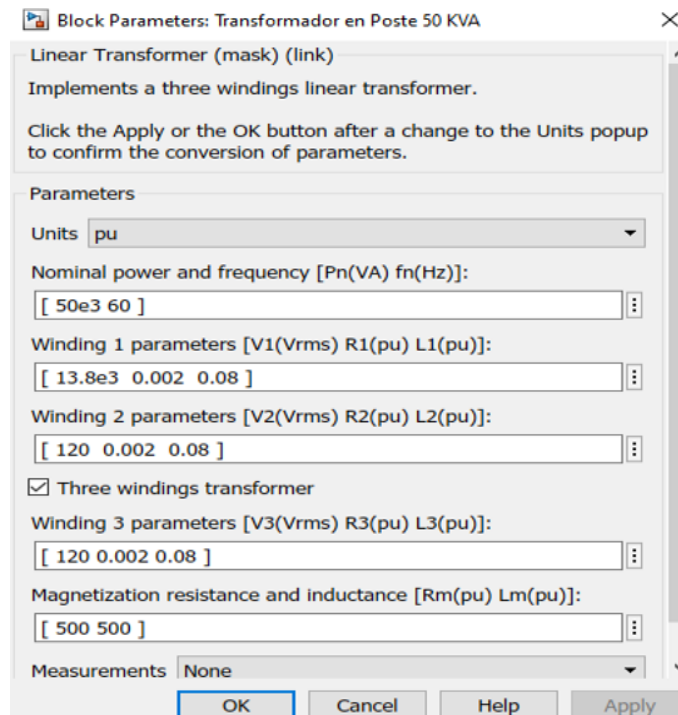 Block Parameters: Transformador en Poste 50 KVA
Linear Transformer (mask) (link)
Implements a three windings linear transformer.
Click the Apply or the OK button after a change to the Units popup
to confirm the conversion of parameters.
Parameters
Units pu
Nominal power and frequency [Pn(VA) fn(Hz)]:
[ 50e3 60 ]
Winding 1 parameters [V1(Vrms) R1(pu) L1(pu)]:
[ 13.8e3  0.002  0.08 ]
Winding 2 parameters [V2(Vrms) R2(pu) L2(pu)]:
[ 120  0.002  0.08 ]
Three windings transformer
Winding 3 parameters [V3(Vrms) R3(pu) L3(pu)]:
[ 120 0.002 0.08 ]
Magnetization resistance and inductance [Rm(pu) Lm(pu)]:
[ 500 500 ]
Measurements None
OK Cancel Help Apply